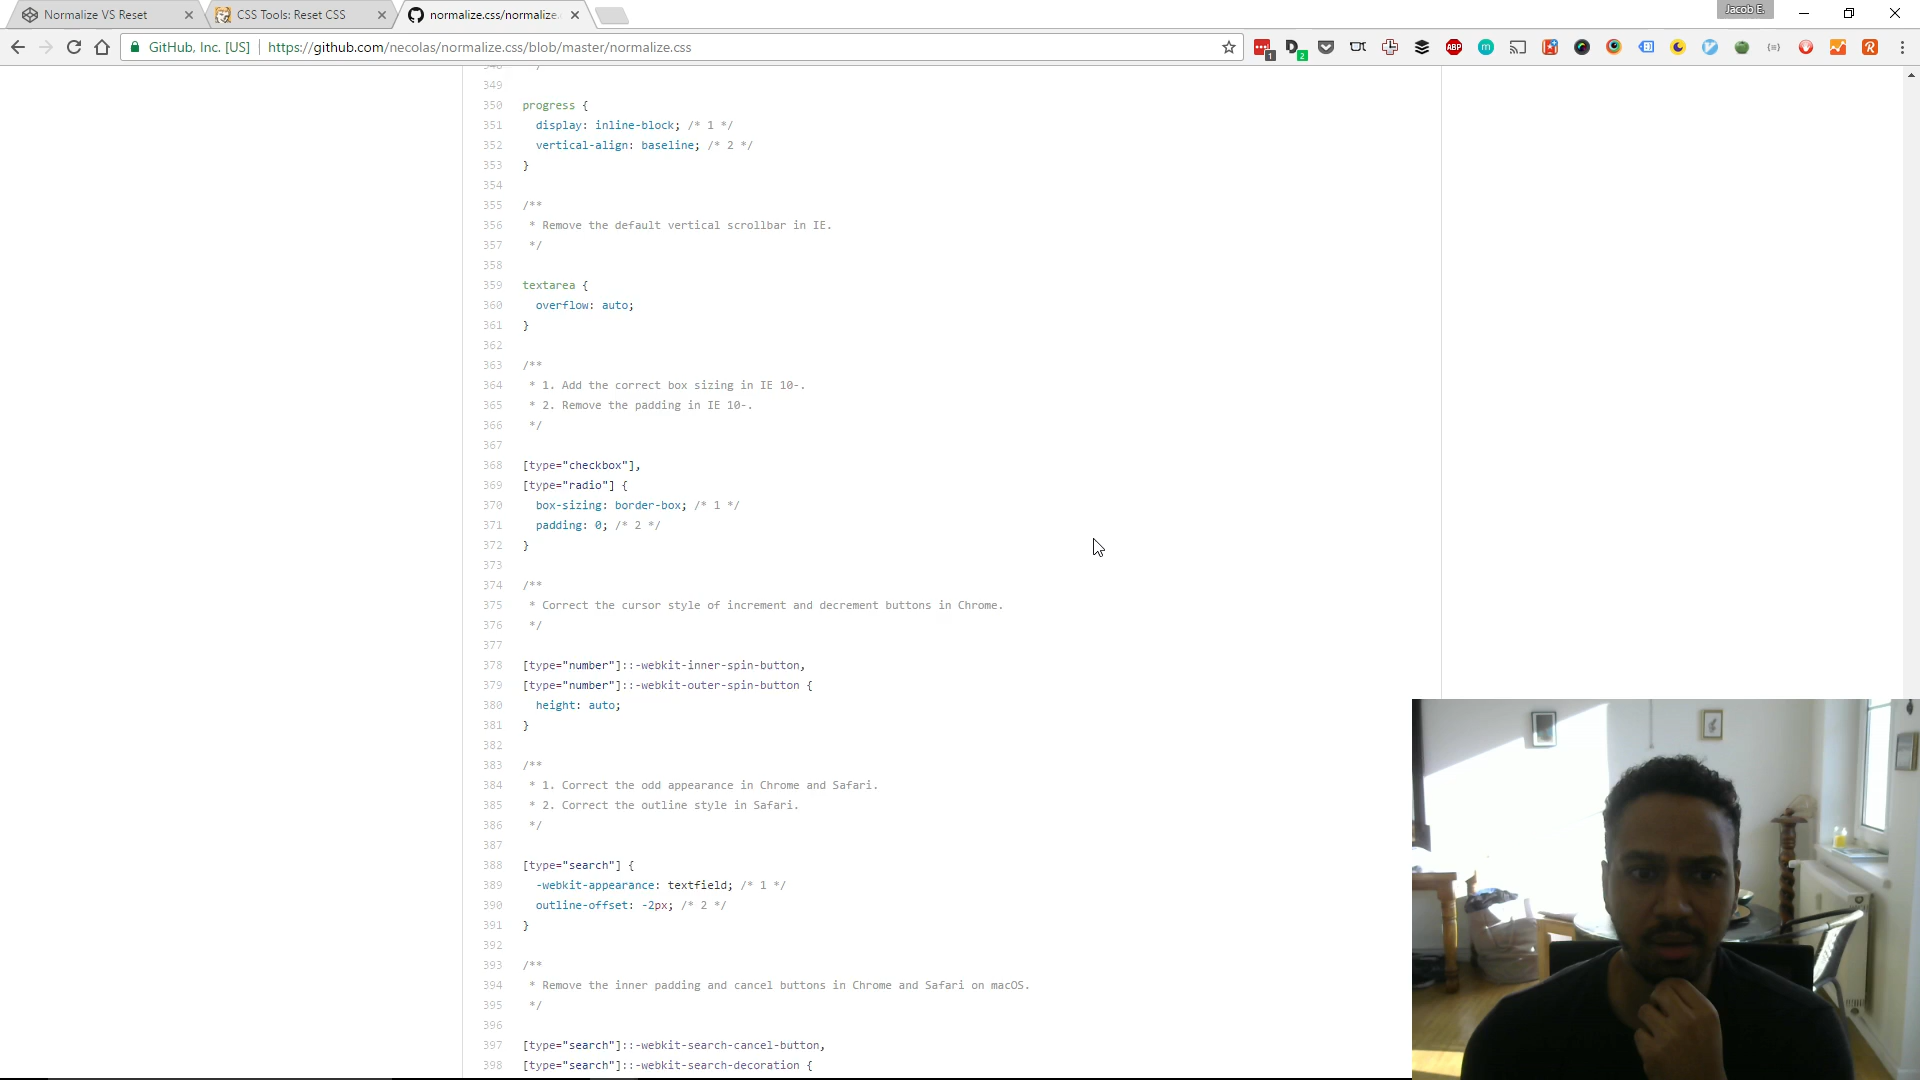 Normalize VS Reset
CSS Tools: Reset CSS
normalize.css/normalize.
Jacob E.
GitHub, Inc. [US]
https://github.com/necolas/normalize.css/blob/master/normalize.css
1
2
ABP
m
R
348
349
350 progress {
351 display: inline-block; /* 1 */
352 vertical-align: baseline; /* 2 */
353 }
354
355 /**
356 * Remove the default vertical scrollbar in IE.
357 */
358
359 textarea {
360 overflow: auto;
361 }
362
363 /**
364 * 1. Add the correct box sizing in IE 10-.
365 * 2. Remove the padding in IE 10-.
366 */
367
368 [type="checkbox"],
369 [type="radio"] {
370 box-sizing: border-box; /* 1 */
371 padding: 0; /* 2 */
372 }
373
374 /**
375 * Correct the cursor style of increment and decrement buttons in Chrome.
376 */
377
378 [type="number"]::-webkit-inner-spin-button,
379 [type="number"]::-webkit-outer-spin-button {
380 height: auto;
381 }
382
383 /**
384 * 1. Correct the odd appearance in Chrome and Safari.
385 * 2. Correct the outline style in Safari.
386 */
387
388 [type="search"] {
389 -webkit-appearance: textfield; /* 1 */
390 outline-offset: -2px; /* 2 */
391 }
392
393 /**
394 * Remove the inner padding and cancel buttons in Chrome and Safari on macOS.
395 */
396
397 [type="search"]::-webkit-search-cancel-button,
398 [type="search"]::-webkit-search-decoration {